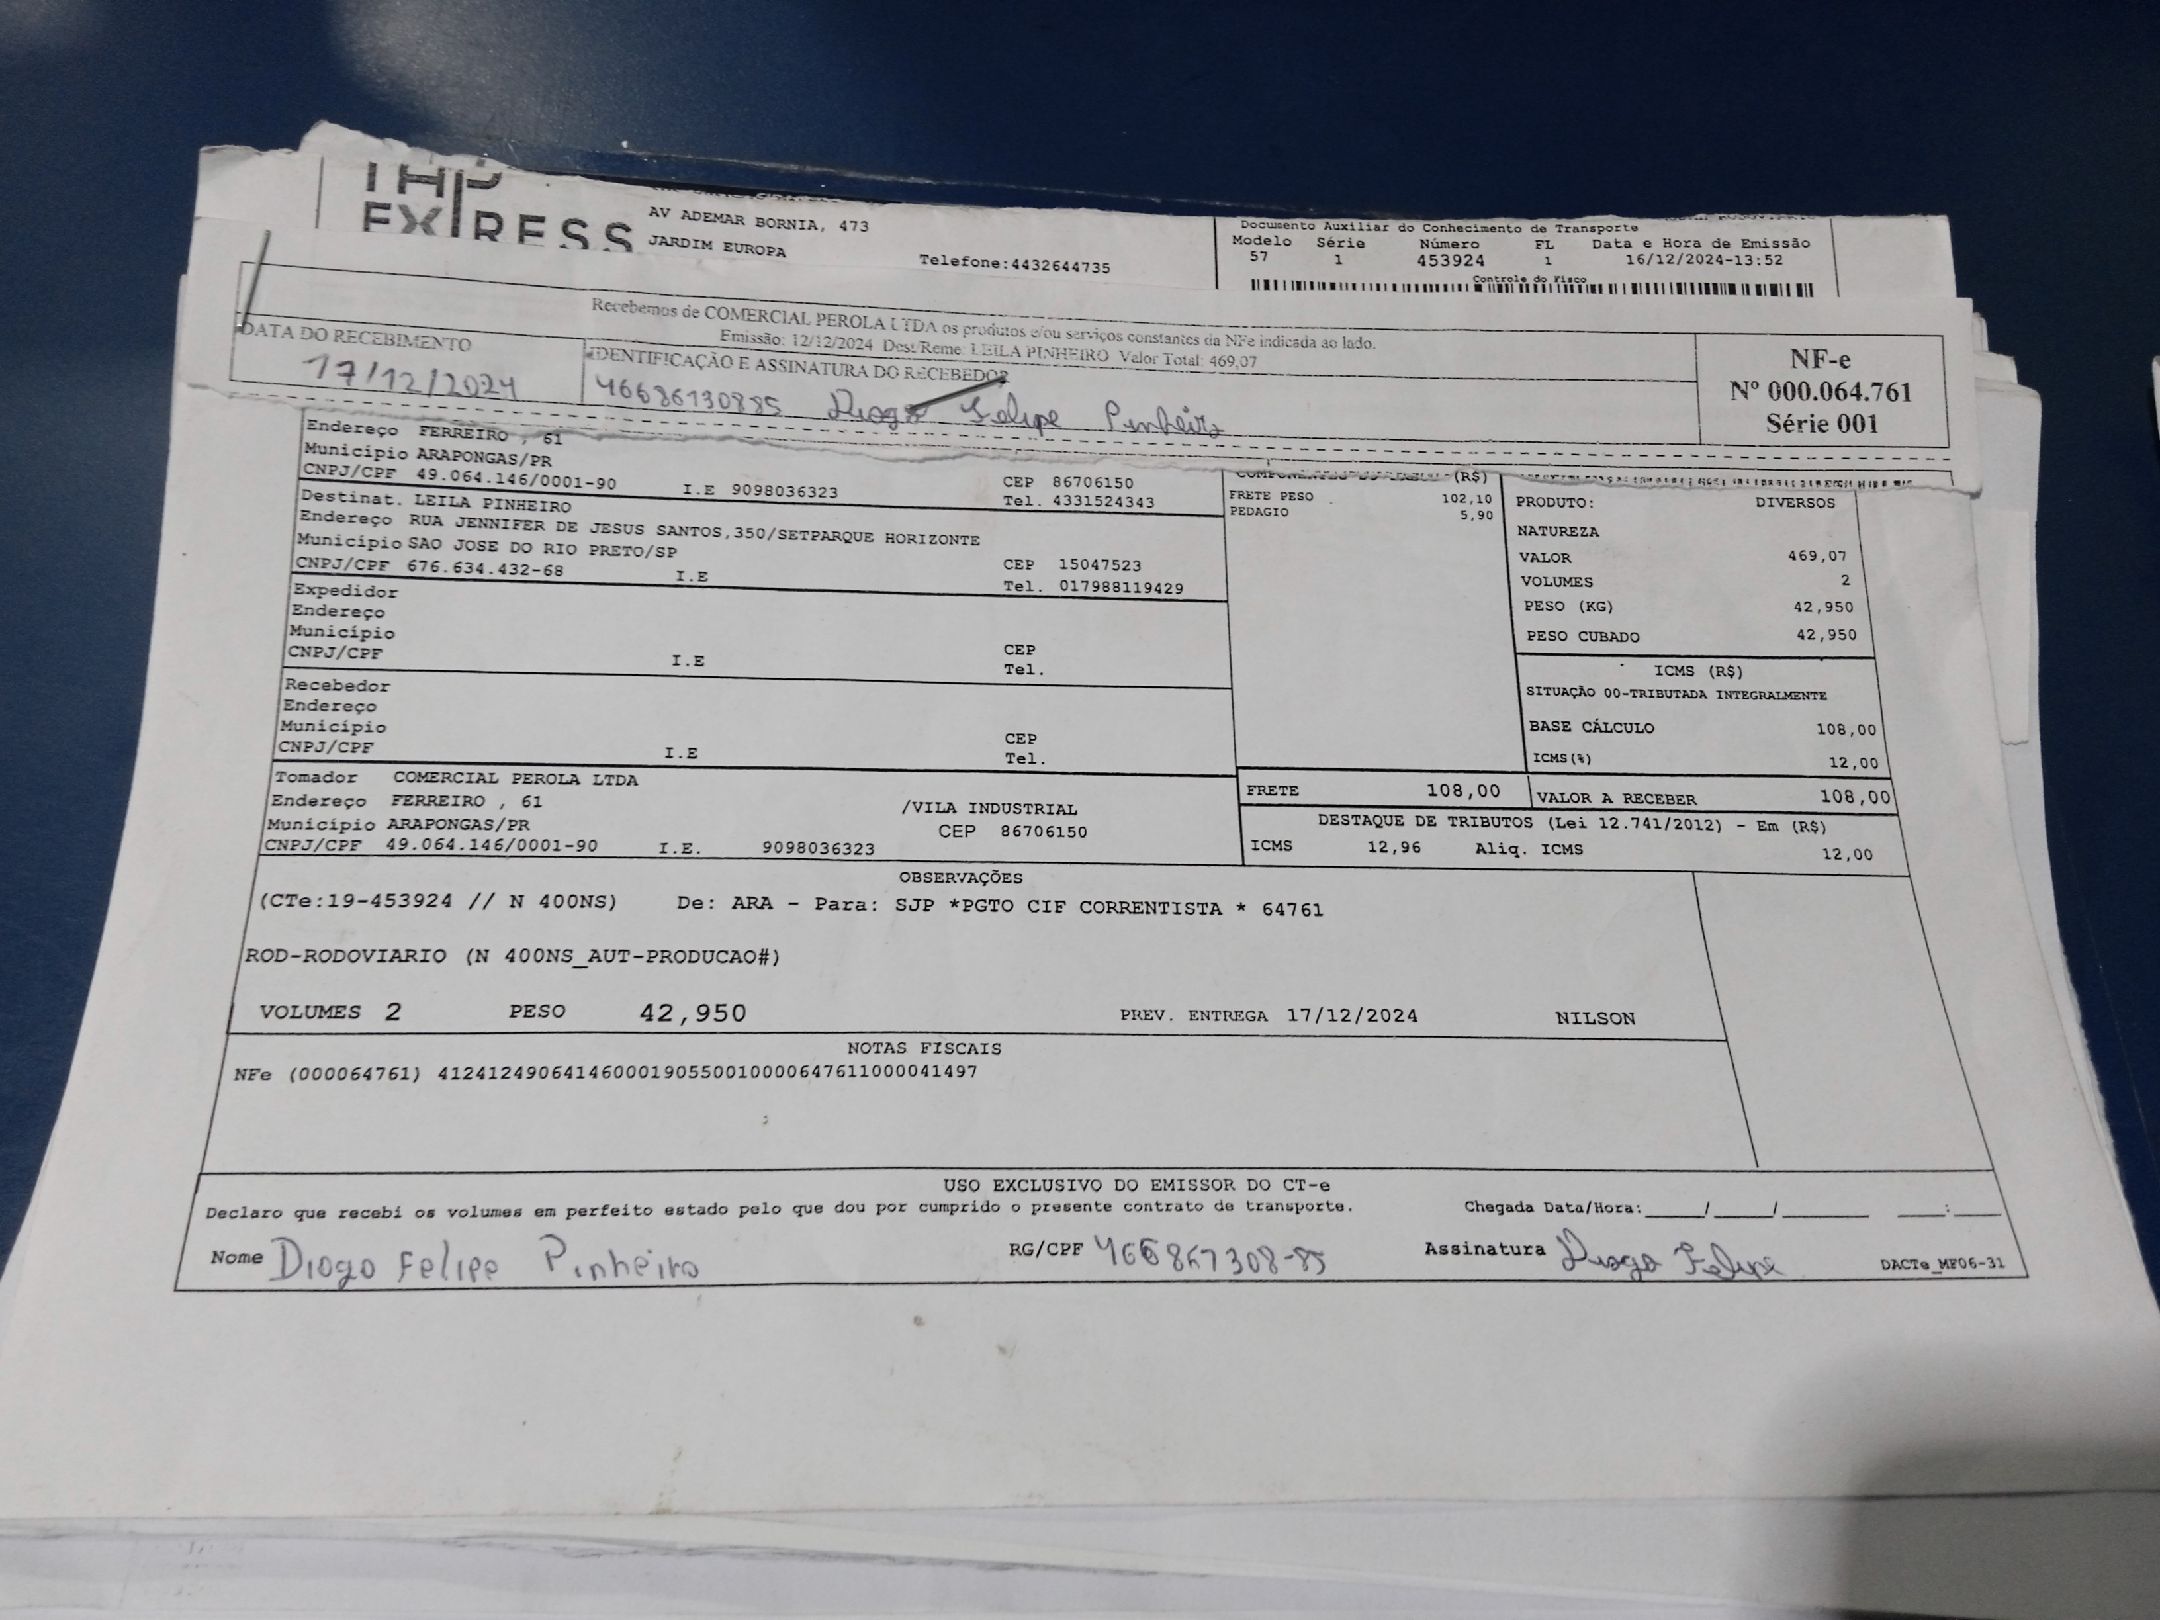 THP
EXPRESS
AV ADEMAR BORNIA, 473
JARDIM EUROPA
Telefone:4432644735
Documento Auxiliar do Conhecimento de Transporte
Modelo Série Número FL Data e Hora de Emissão
57 1 453924 1 16/12/2024-13:52
Controle do Fisco
Recebemos de COMERCIAL PEROLA LTDA os produtos e/ou serviços constantes da NFe indicada ao lado.
Emissão: 12/12/2024 Dest/Reme: LEILA PINHEIRO Valor Total: 469,07
DATA DO RECEBIMENTO
17/12/2024
IDENTIFICAÇÃO E ASSINATURA DO RECEBEDOR
46686730885 Diogo Felipe Pinheiro
NF-e
Nº 000.064.761
Série 001
Endereço FERREIRO , 61
Município ARAPONGAS/PR
CNPJ/CPF 49.064.146/0001-90 I.E 9098036323
CEP 86706150
Tel. 4331524343
Destinat. LEILA PINHEIRO
Endereço RUA JENNIFER DE JESUS SANTOS,350/SETPARQUE HORIZONTE
Município SAO JOSE DO RIO PRETO/SP
CNPJ/CPF 676.634.432-68 I.E
CEP 15047523
Tel. 017988119429
Expedidor
Endereço
Município
CNPJ/CPF I.E
CEP
Tel.
Recebedor
Endereço
Município
CNPJ/CPF I.E
CEP
Tel.
Tomador COMERCIAL PEROLA LTDA
Endereço FERREIRO , 61 /VILA INDUSTRIAL
Município ARAPONGAS/PR CEP 86706150
CNPJ/CPF 49.064.146/0001-90 I.E. 9098036323
(R$)
FRETE PESO 102,10
PEDAGIO 5,90
PRODUTO: DIVERSOS
NATUREZA
VALOR 469,07
VOLUMES 2
PESO (KG) 42,950
PESO CUBADO 42,950
ICMS (R$)
SITUAÇÃO 00-TRIBUTADA INTEGRALMENTE
BASE CÁLCULO 108,00
ICMS(%) 12,00
FRETE 108,00 VALOR A RECEBER 108,00
DESTAQUE DE TRIBUTOS (Lei 12.741/2012) - Em (R$)
ICMS 12,96 Aliq. ICMS 12,00
OBSERVAÇÕES
(CTe:19-453924 // N 400NS) De: ARA - Para: SJP *PGTO CIF CORRENTISTA * 64761
ROD-RODOVIARIO (N 400NS_AUT-PRODUCAO#)
VOLUMES 2 PESO 42,950 PREV. ENTREGA 17/12/2024 NILSON
NOTAS FISCAIS
NFe (000064761) 41241249064146000190550010000647611000041497
USO EXCLUSIVO DO EMISSOR DO CT-e
Declaro que recebi os volumes em perfeito estado pelo que dou por cumprido o presente contrato de transporte. Chegada Data/Hora:____/____/______ ___:___
Nome Diogo Felipe Pinheiro RG/CPF 466867308-85 Assinatura Diogo Felipe DACTe_MF06-31